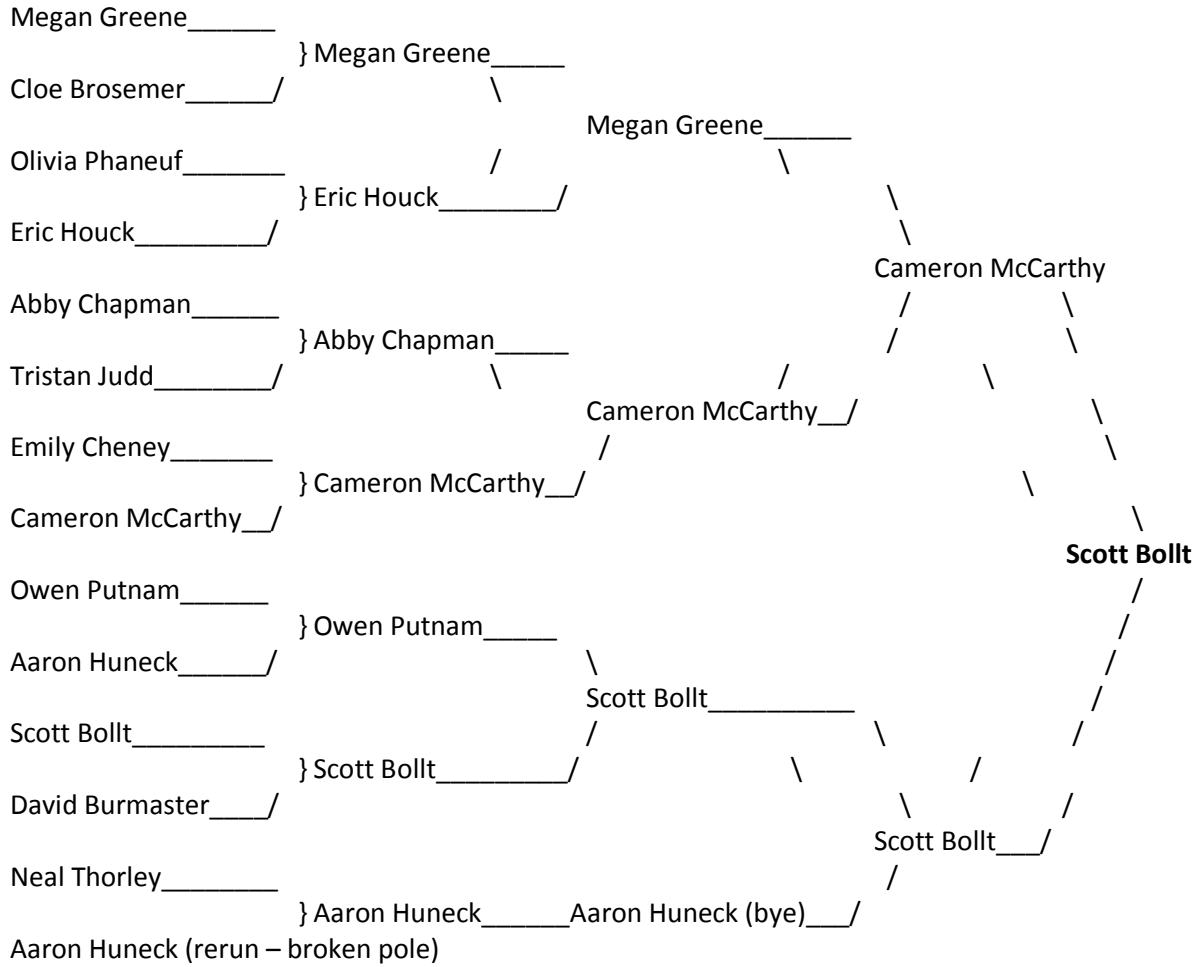 Megan Greene______
} Megan Greene_____
Cloe Brosemer______/ \
Megan Greene______
Olivia Phaneuf_______ / \
} Eric Houck________/ \
Eric Houck_________/ \
Cameron McCarthy
Abby Chapman______ / \
} Abby Chapman_____ / \
Tristan Judd________/ \ / \
Cameron McCarthy__/ \
Emily Cheney_______ / \
} Cameron McCarthy__/ \
Cameron McCarthy__/ \
Scott Bollt
Owen Putnam______ /
} Owen Putnam_____ /
Aaron Huneck______/ \ /
Scott Bollt__________ /
Scott Bollt_________ / \ /
} Scott Bollt_________/ \ /
David Burmaster____/ \ /
Scott Bollt___/
Neal Thorley________ /
} Aaron Huneck______Aaron Huneck (bye)___/
Aaron Huneck (rerun – broken pole)